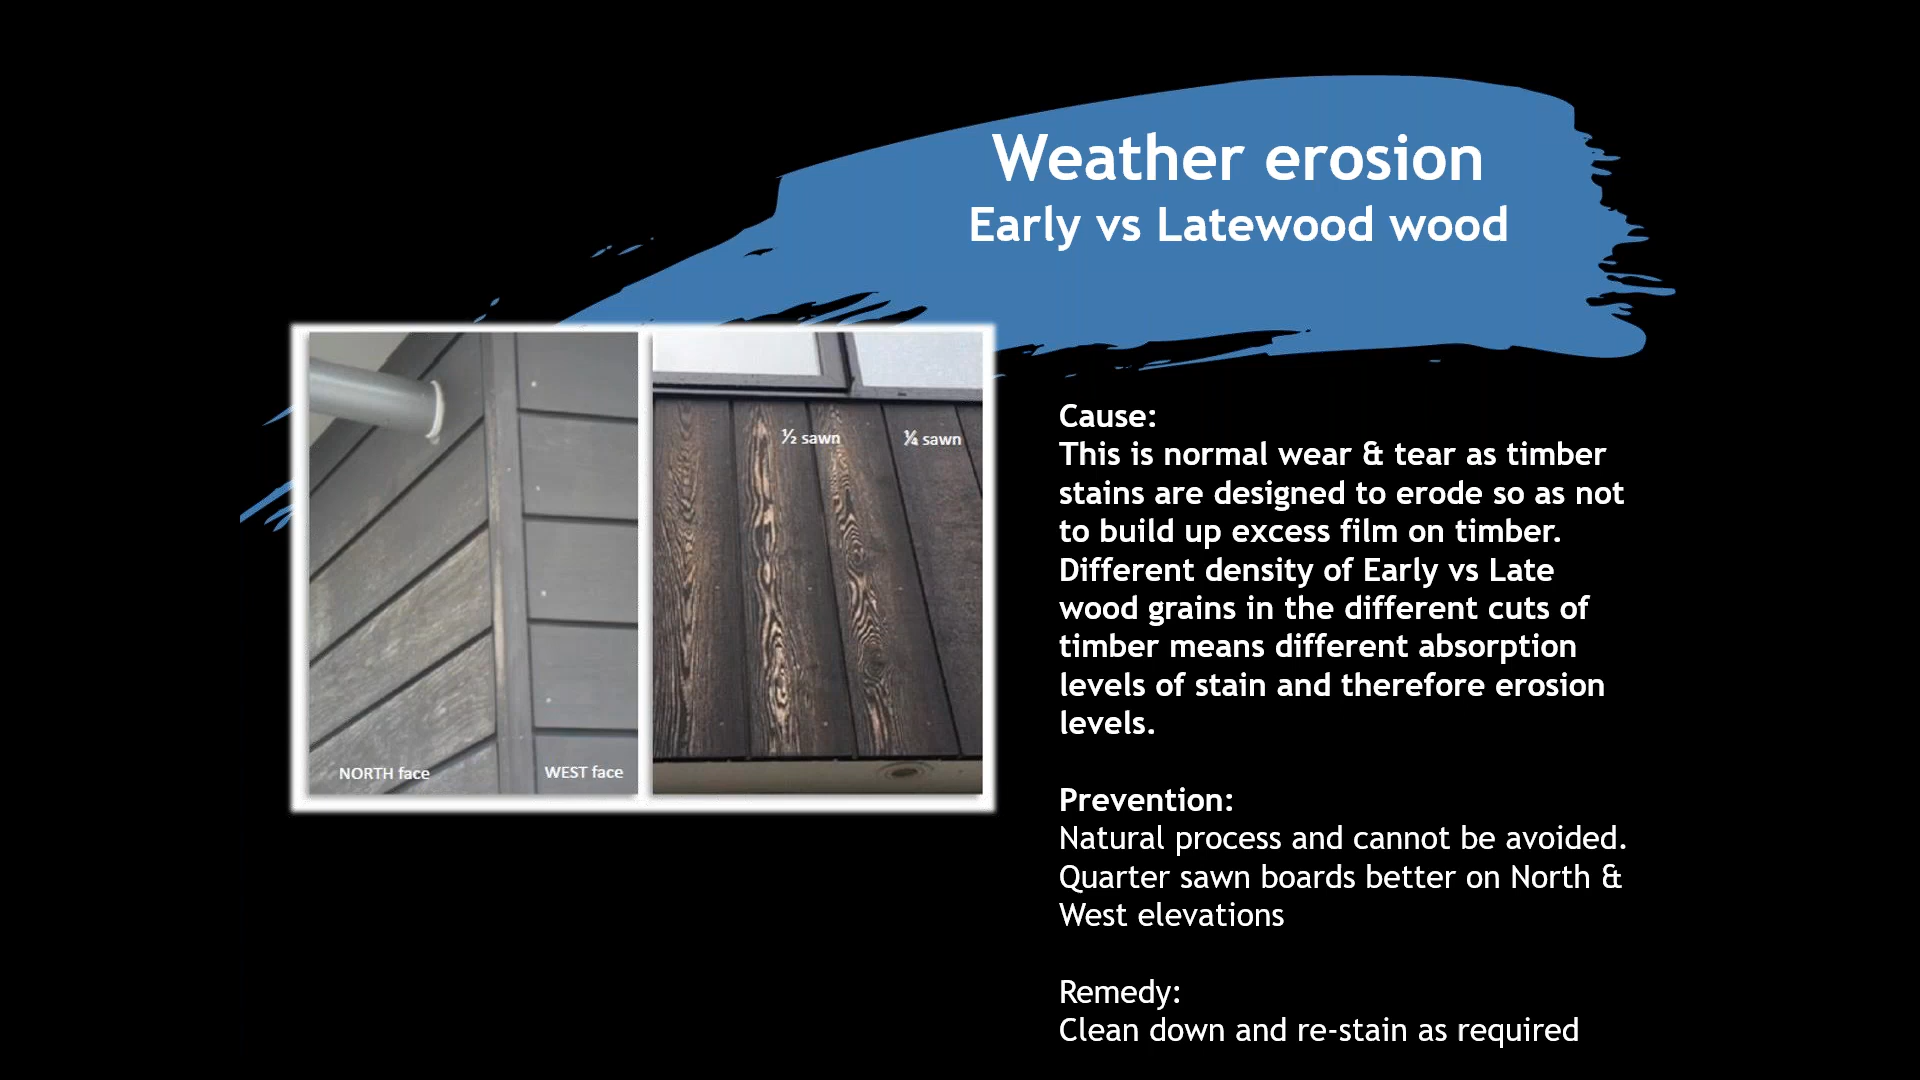 Weather erosion
Early vs Latewood wood
½ sawn
¼ sawn
NORTH face
WEST face
Cause:
This is normal wear & tear as timber
stains are designed to erode so as not
to build up excess film on timber.
Different density of Early vs Late
wood grains in the different cuts of
timber means different absorption
levels of stain and therefore erosion
levels.
Prevention:
Natural process and cannot be avoided.
Quarter sawn boards better on North &
West elevations
Remedy:
Clean down and re-stain as required